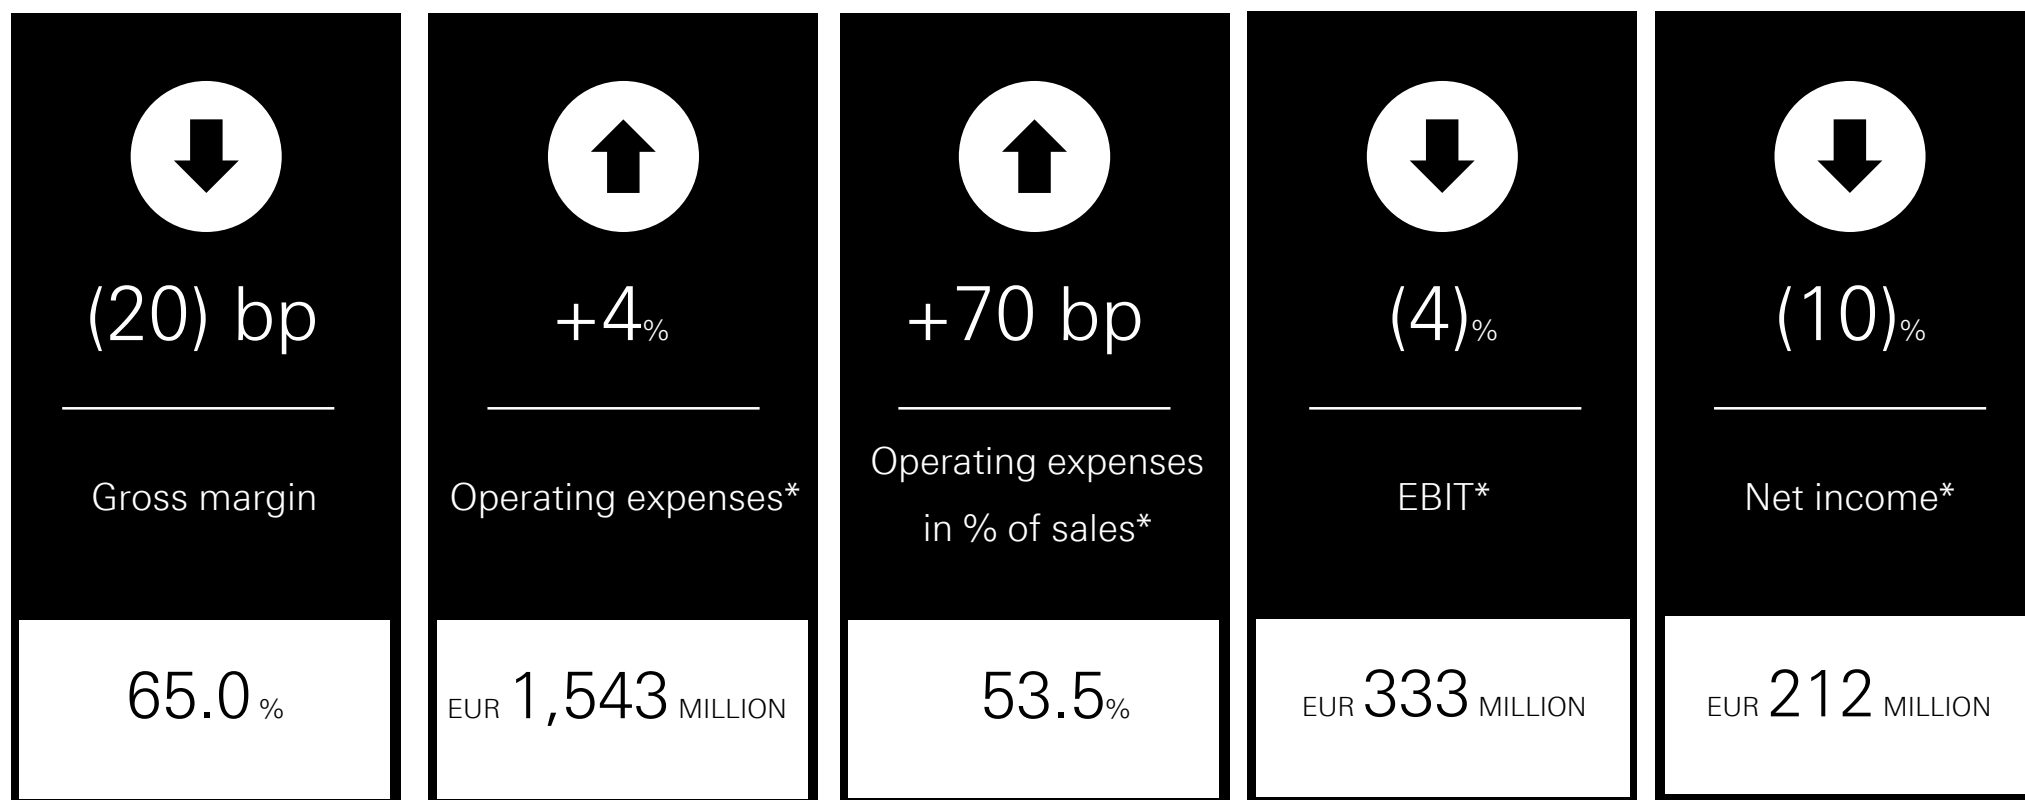 (20) bp
Gross margin
65.0 %
+4%
Operating expenses*
EUR 1,543 MILLION
+70 bp
Operating expenses
in % of sales*
53.5%
(4)%
EBIT*
EUR 333 MILLION
(10)%
Net income*
EUR 212 MILLION